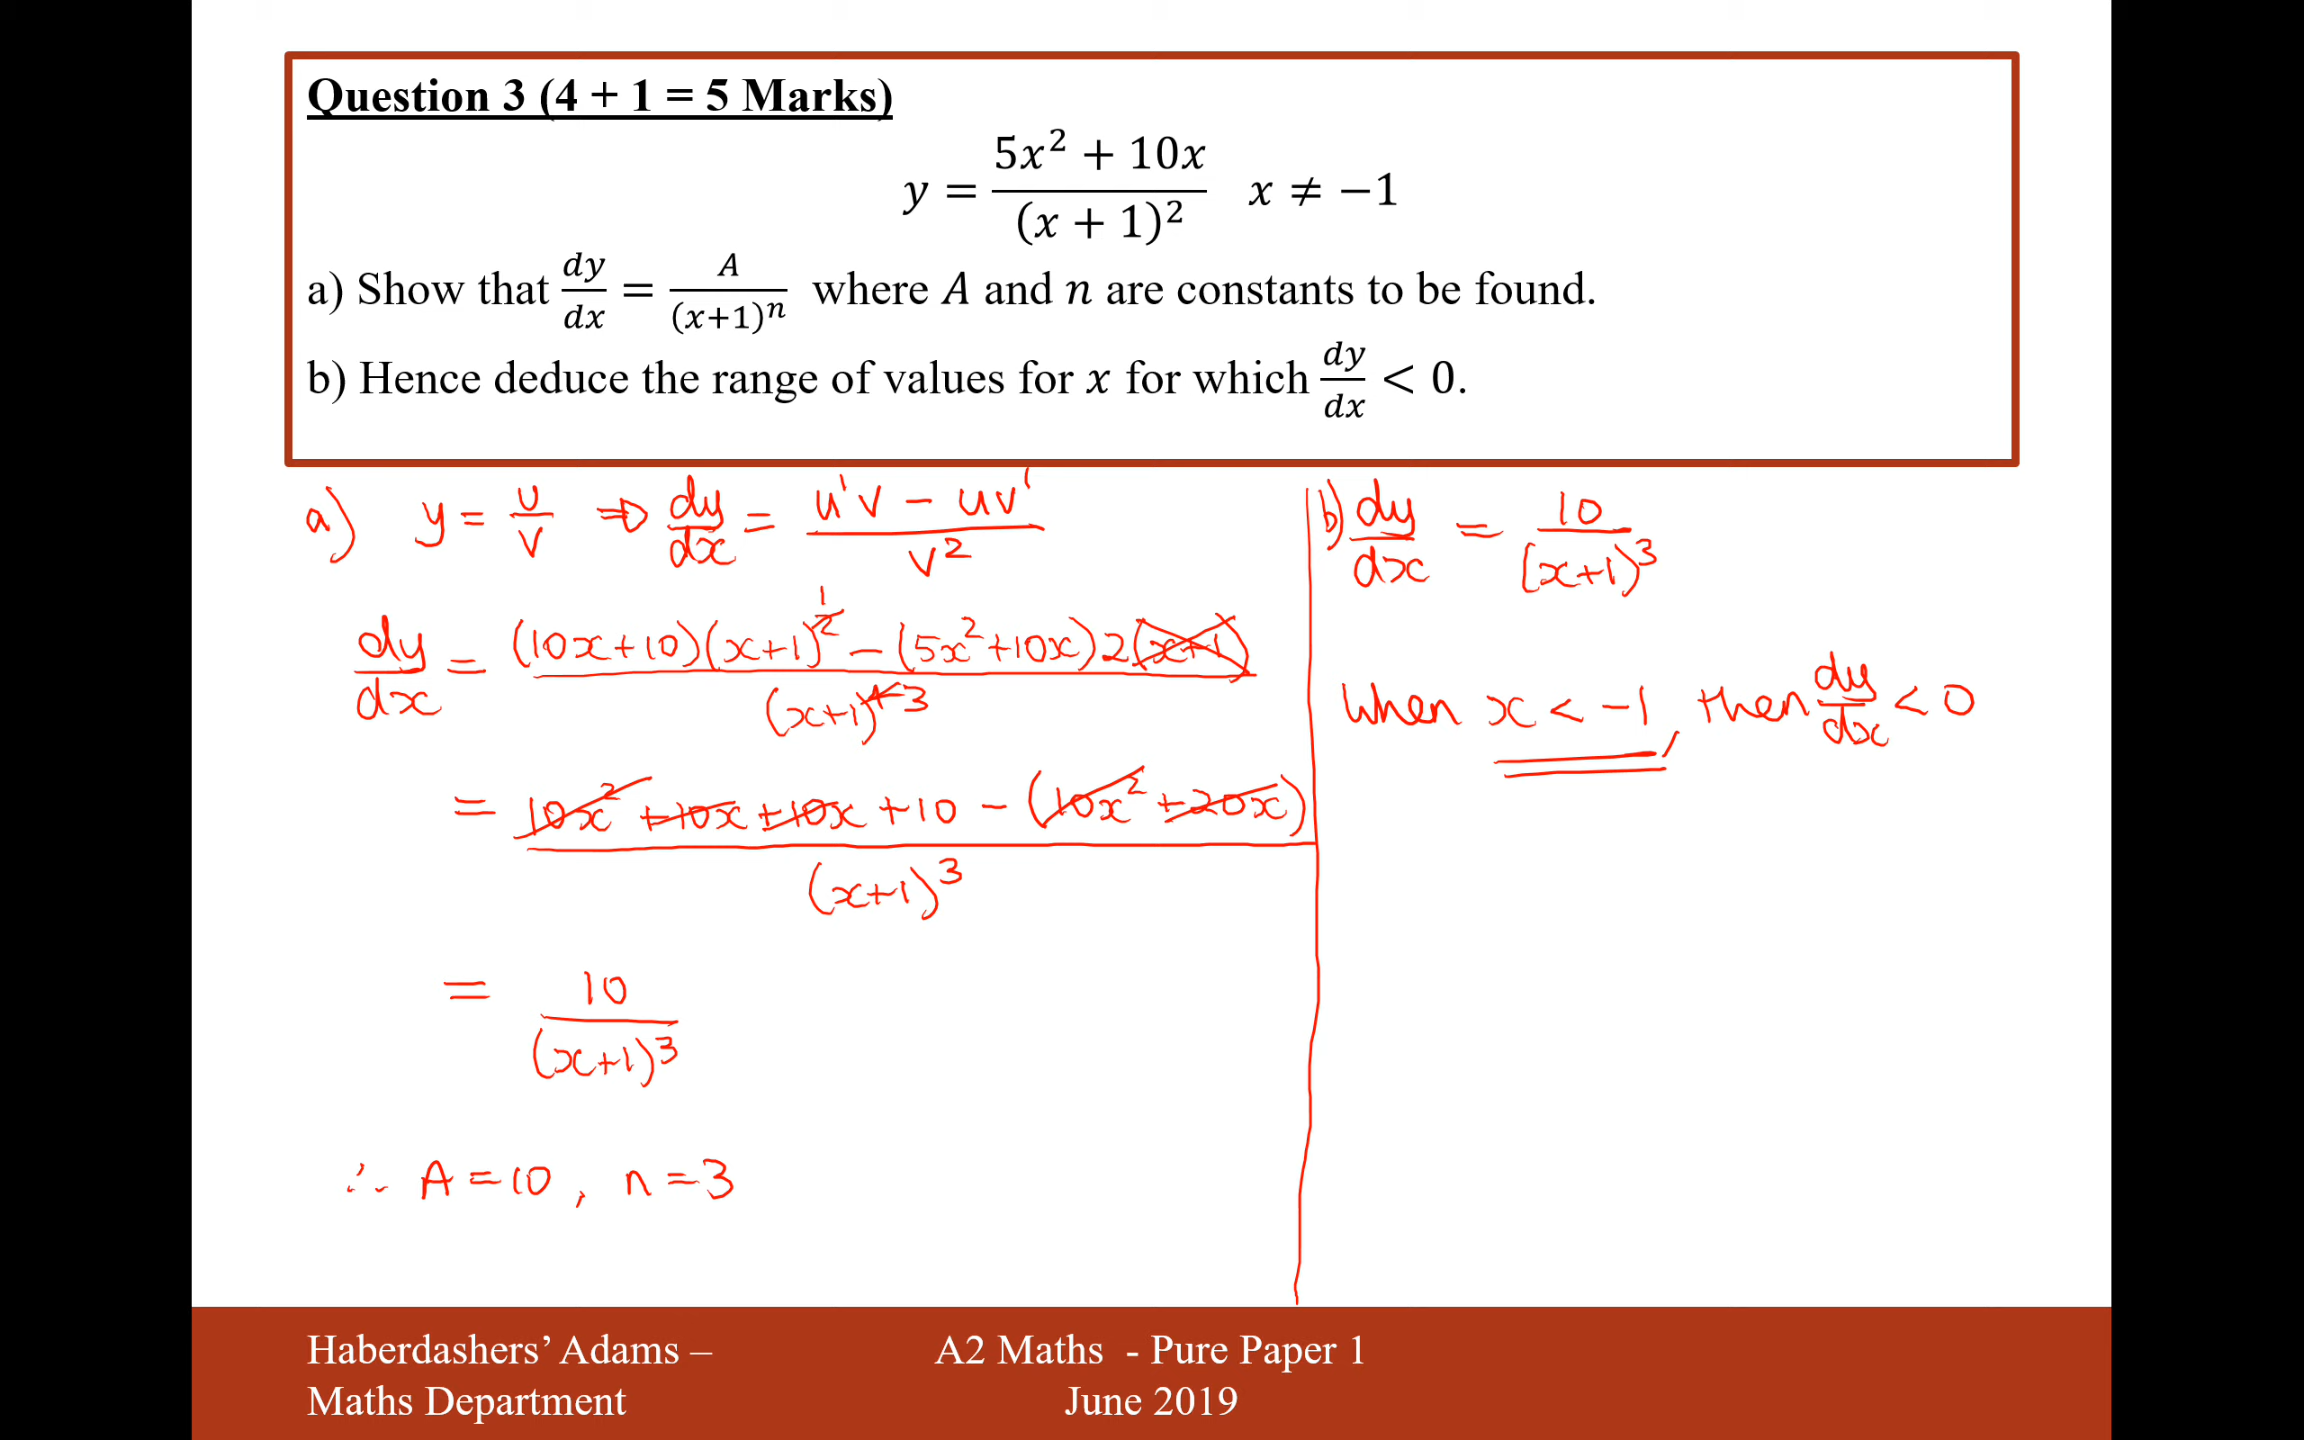 Question 3 (4 + 1 = 5 Marks)
y = (5x² + 10x)/(x + 1)²   x ≠ −1
a) Show that dy/dx = A/(x+1)ⁿ where A and n are constants to be found.
b) Hence deduce the range of values for x for which dy/dx < 0.
a) y = u/v ⇒ dy/dx = (u'v − uv')/v²
dy/dx = ((10x+10)(x+1)^2 1 − (5x²+10x)2(x+1))/(x+1)^4 3
= (10x² + 10x + 10x + 10 − (10x² + 20x))/(x+1)³
= 10/(x+1)³
∴ A = 10, n = 3
b) dy/dx = 10/(x+1)³
When x < −1, then dy/dx < 0
Haberdashers' Adams –
Maths Department
A2 Maths - Pure Paper 1
June 2019